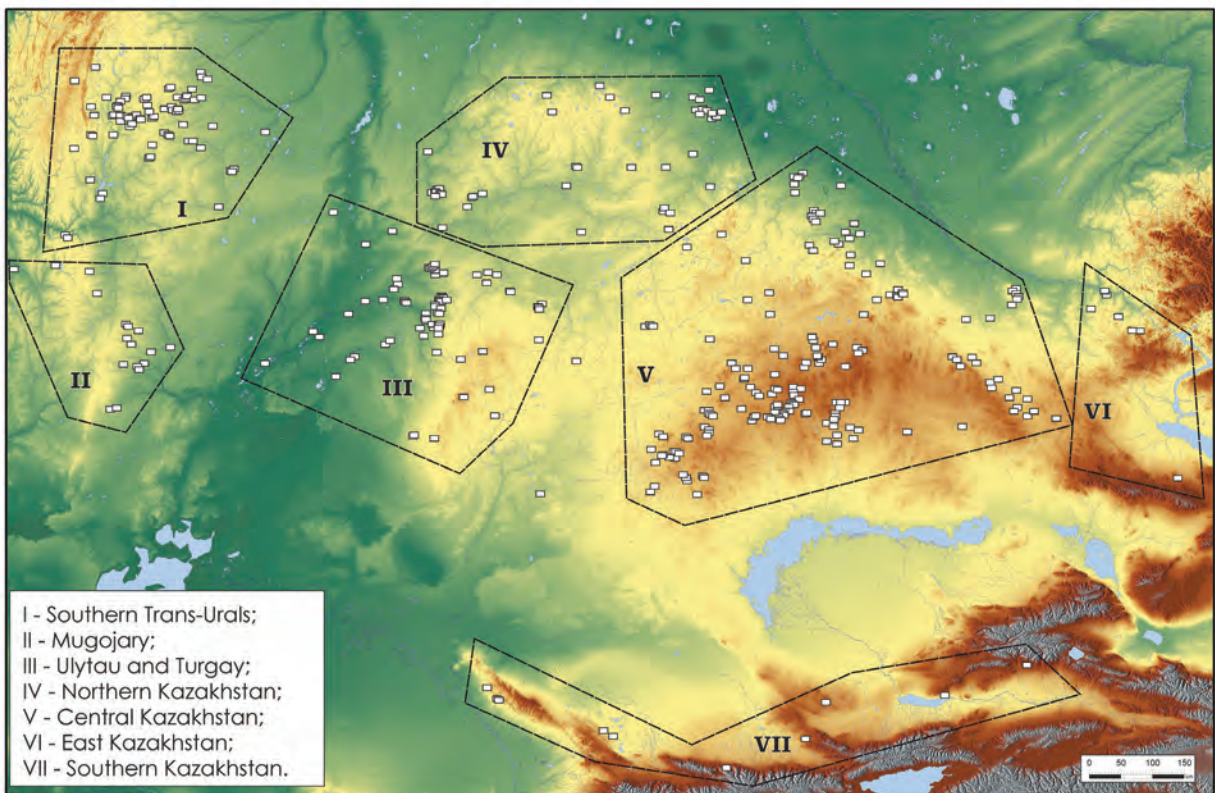 I
II
III
IV
V
VI
VII
I - Southern Trans-Urals;
II - Mugojary;
III - Ulytau and Turgay;
IV - Northern Kazakhstan;
V - Central Kazakhstan;
VI - East Kazakhstan;
VII - Southern Kazakhstan.
0 50 100 150